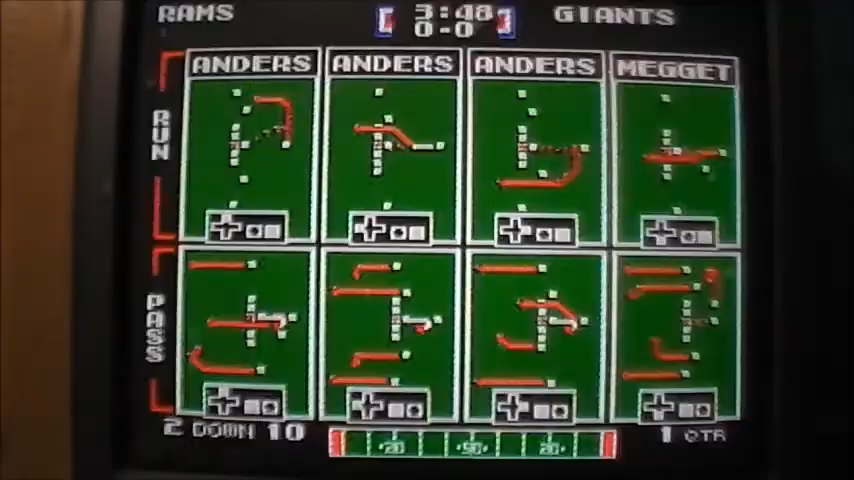 RAMS
3:48
GIANTS
0-0
ANDERS
ANDERS
ANDERS
MEGGET
RUN
PASS
2 DOWN 10
20
50
20
1 QTR